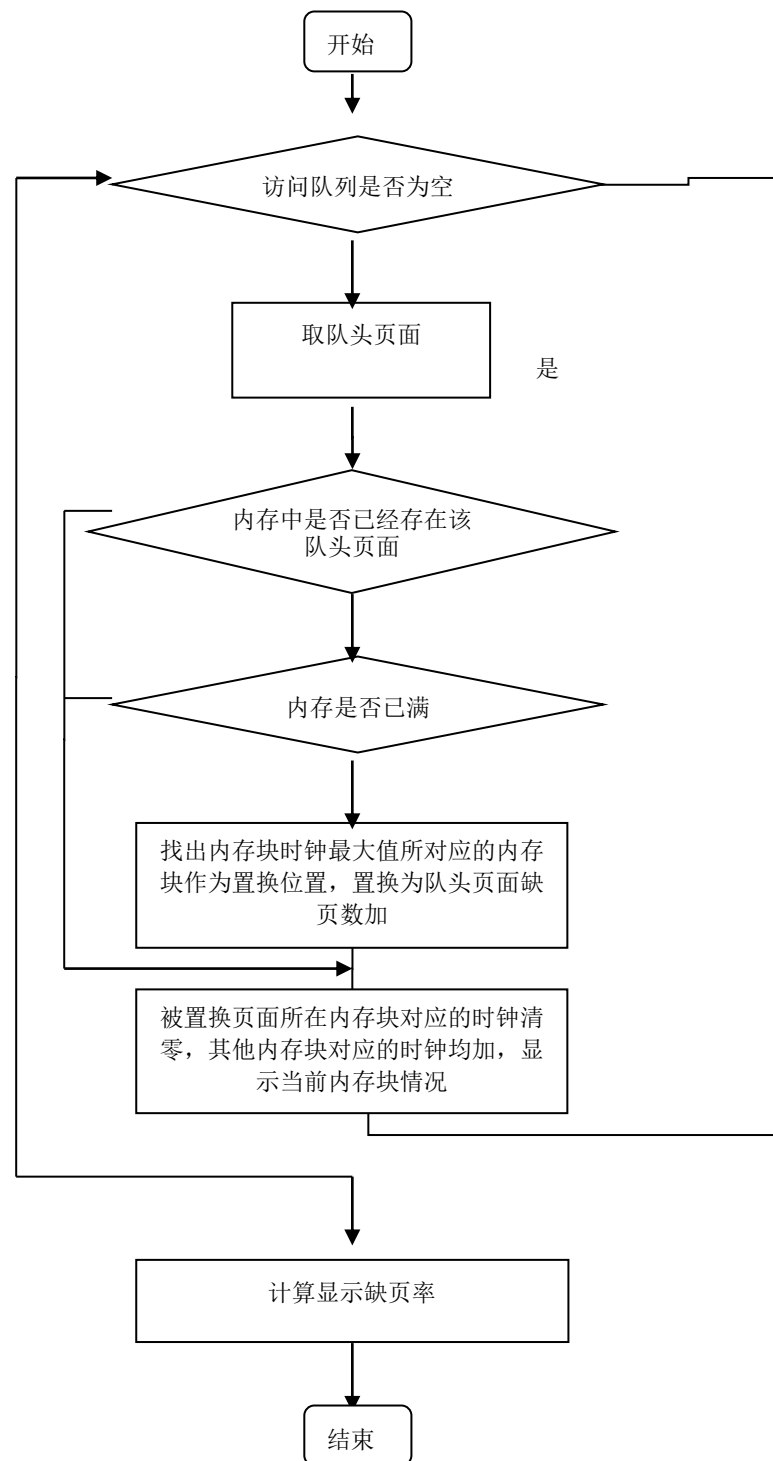 开始
访问队列是否为空
取队头页面
是
内存中是否已经存在该
队头页面
内存是否已满
找出内存块时钟最大值所对应的内存
块作为置换位置，置换为队头页面缺
页数加
被置换页面所在内存块对应的时钟清
零，其他内存块对应的时钟均加，显
示当前内存块情况
计算显示缺页率
结束